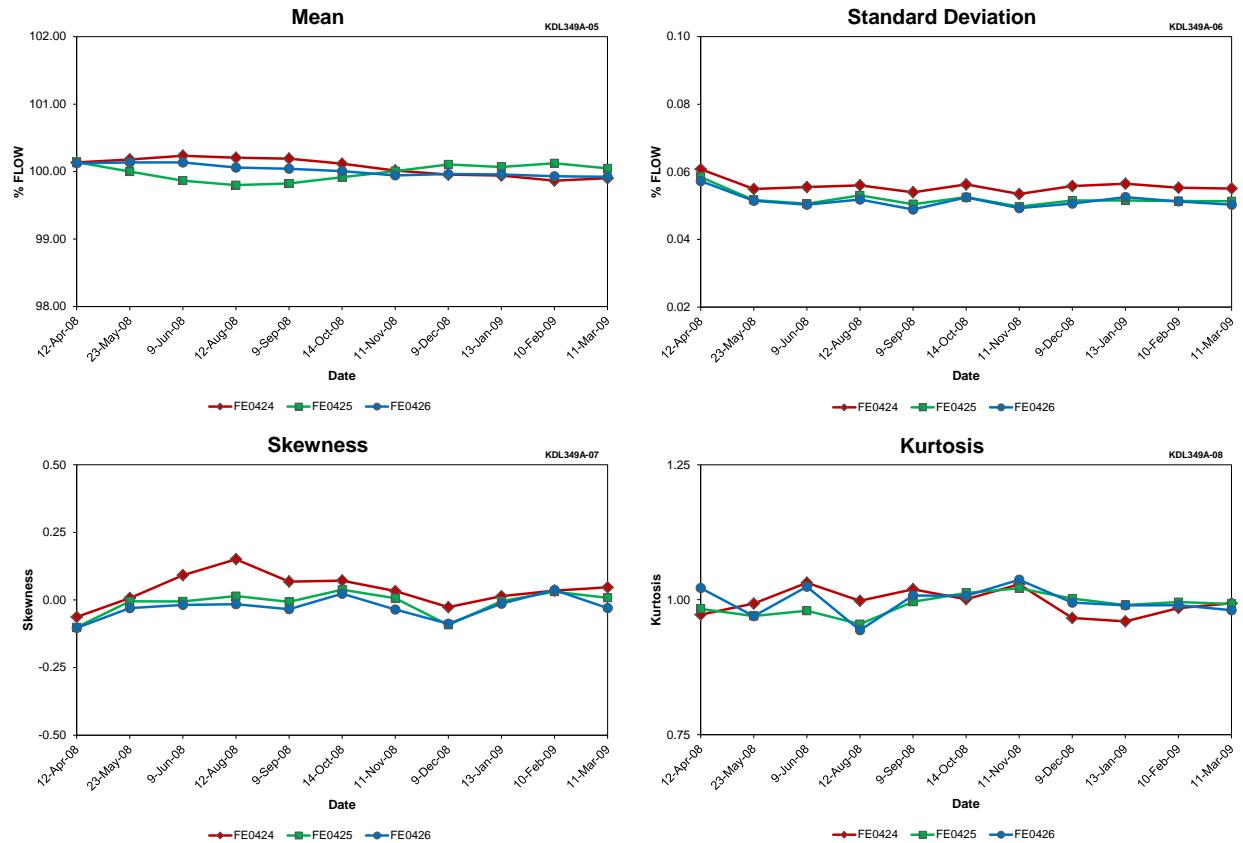 Mean
KDL349A-05
102.00
101.00
100.00
99.00
98.00
% FLOW
12-Apr-08
23-May-08
9-Jun-08
12-Aug-08
9-Sep-08
14-Oct-08
11-Nov-08
9-Dec-08
13-Jan-09
10-Feb-09
11-Mar-09
Date
FE0424 FE0425 FE0426
Standard Deviation
KDL349A-06
0.10
0.08
0.06
0.04
0.02
% FLOW
12-Apr-08
23-May-08
9-Jun-08
12-Aug-08
9-Sep-08
14-Oct-08
11-Nov-08
9-Dec-08
13-Jan-09
10-Feb-09
11-Mar-09
Date
FE0424 FE0425 FE0426
Skewness
KDL349A-07
0.50
0.25
0.00
-0.25
-0.50
Skewness
12-Apr-08
23-May-08
9-Jun-08
12-Aug-08
9-Sep-08
14-Oct-08
11-Nov-08
9-Dec-08
13-Jan-09
10-Feb-09
11-Mar-09
Date
FE0424 FE0425 FE0426
Kurtosis
KDL349A-08
1.25
1.00
0.75
Kurtosis
12-Apr-08
23-May-08
9-Jun-08
12-Aug-08
9-Sep-08
14-Oct-08
11-Nov-08
9-Dec-08
13-Jan-09
10-Feb-09
11-Mar-09
Date
FE0424 FE0425 FE0426